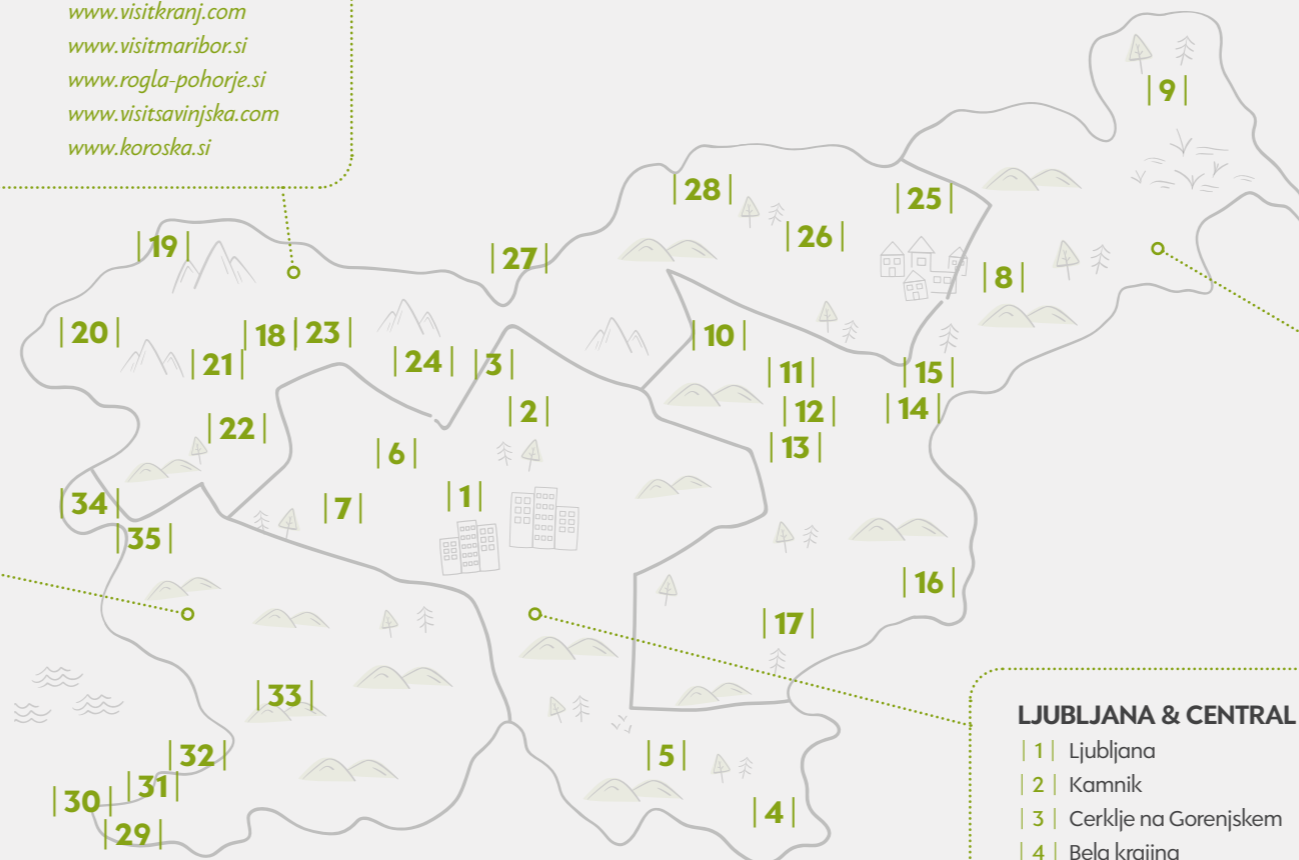 www.visitkranj.com
www.visitmaribor.si
www.rogla-pohorje.si
www.visitsavinjska.com
www.koroska.si
| 9 |
| 28 |
| 25 |
| 26 |
| 19 |
| 27 |
| 8 |
| 20 |
| 18 | 23 |
| 10 |
| 21 |
| 24 |
| 3 |
| 11 |
| 15 |
| 2 |
| 12 |
| 14 |
| 22 |
| 6 |
| 13 |
| 34 |
| 7 |
| 1 |
| 35 |
| 16 |
| 17 |
| 33 |
| 32 |
| 5 |
| 31 |
| 30 |
| 4 |
| 29 |
LJUBLJANA & CENTRAL
| 1 | Ljubljana
| 2 | Kamnik
| 3 | Cerklje na Gorenjskem
| 4 | Bela krajina